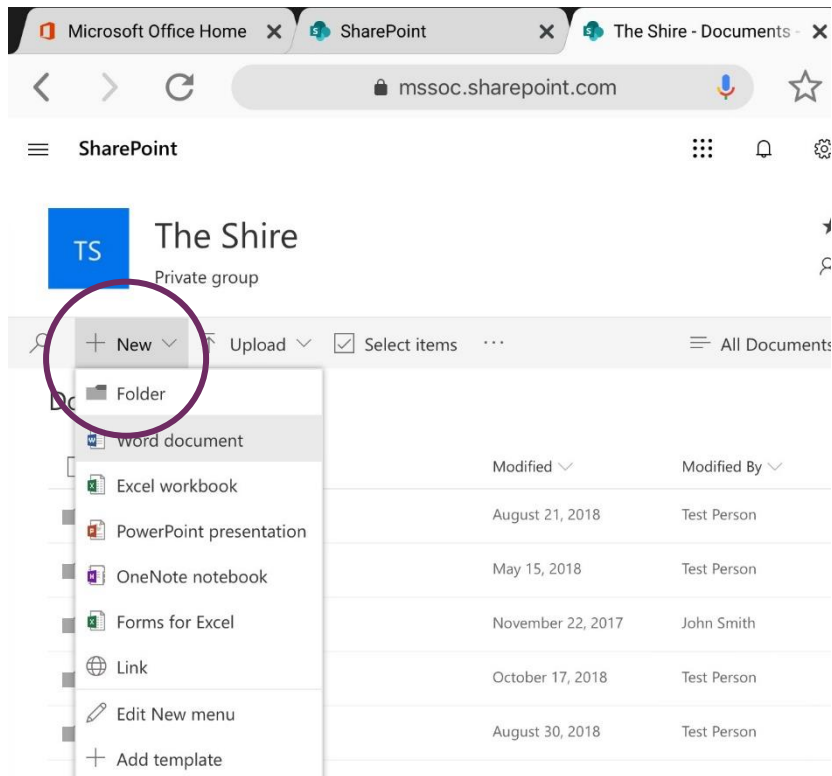 Microsoft Office Home SharePoint The Shire - Documents -
mssoc.sharepoint.com
SharePoint
TS
The Shire
Private group
New Upload Select items ··· All Documents
Folder
Word document
Modified Modified By
Excel workbook
August 21, 2018 Test Person
PowerPoint presentation
May 15, 2018 Test Person
OneNote notebook
Forms for Excel
November 22, 2017 John Smith
Link
October 17, 2018 Test Person
Edit New menu
August 30, 2018 Test Person
Add template